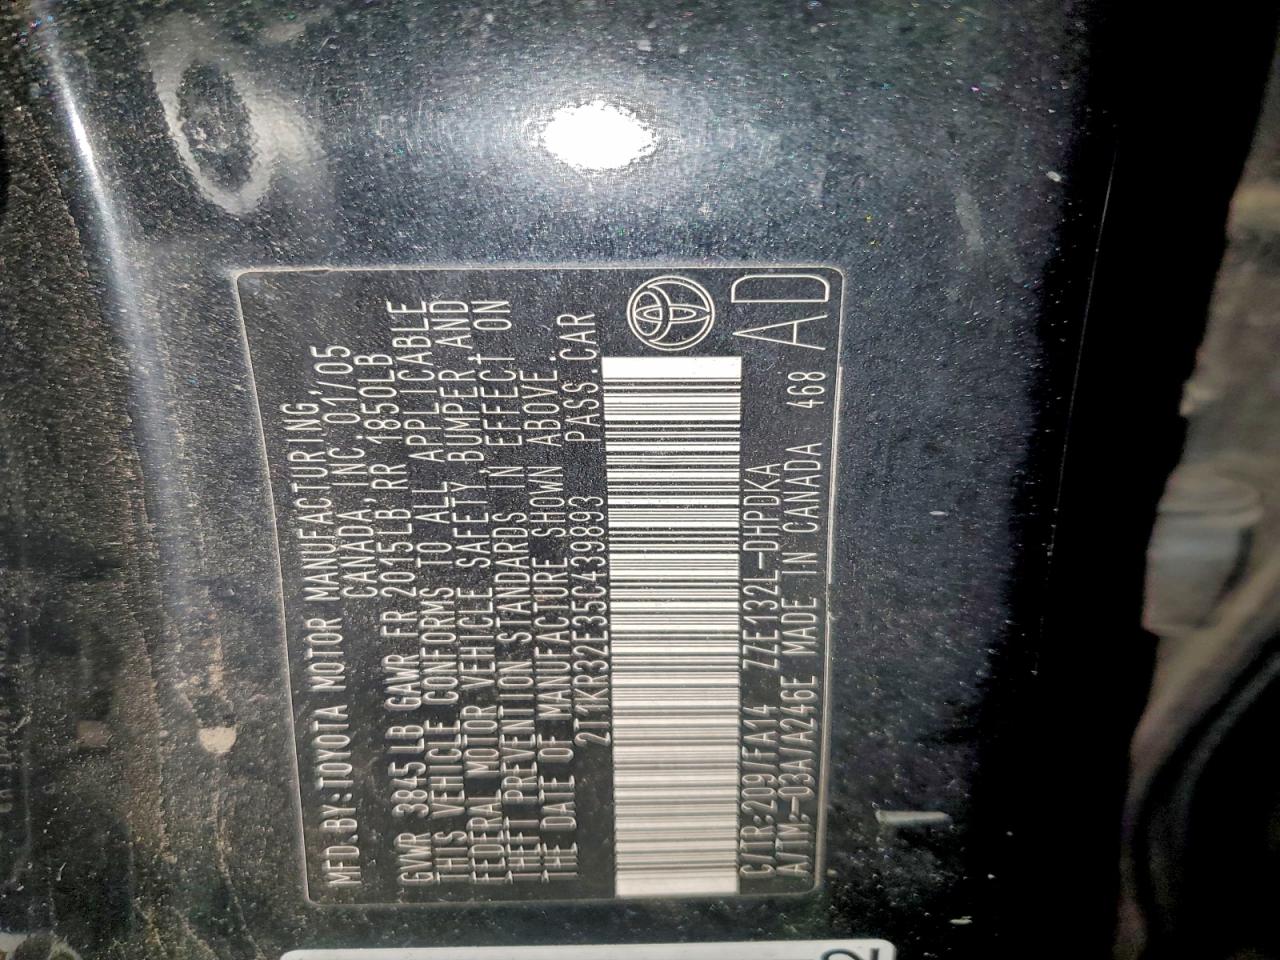 MFD.BY:TOYOTA MOTOR MANUFACTURING,
CANADA, INC. 01/05
GVWR 3845LB GAWR FR 2015LB RR 1850LB
THIS VEHICLE CONFORMS TO ALL APPLICABLE
FEDERAL MOTOR VEHICLE SAFETY, BUMPER AND
THEFT PREVENTION STANDARDS IN EFFECT ON
THE DATE OF MANUFACTURE SHOWN ABOVE.
2T1KR32E35C439893 PASS.CAR
C/TR:209/FA14 ZZE132L-DHPDKA
A/TM:-03A/A246E MADE IN CANADA 468
AD